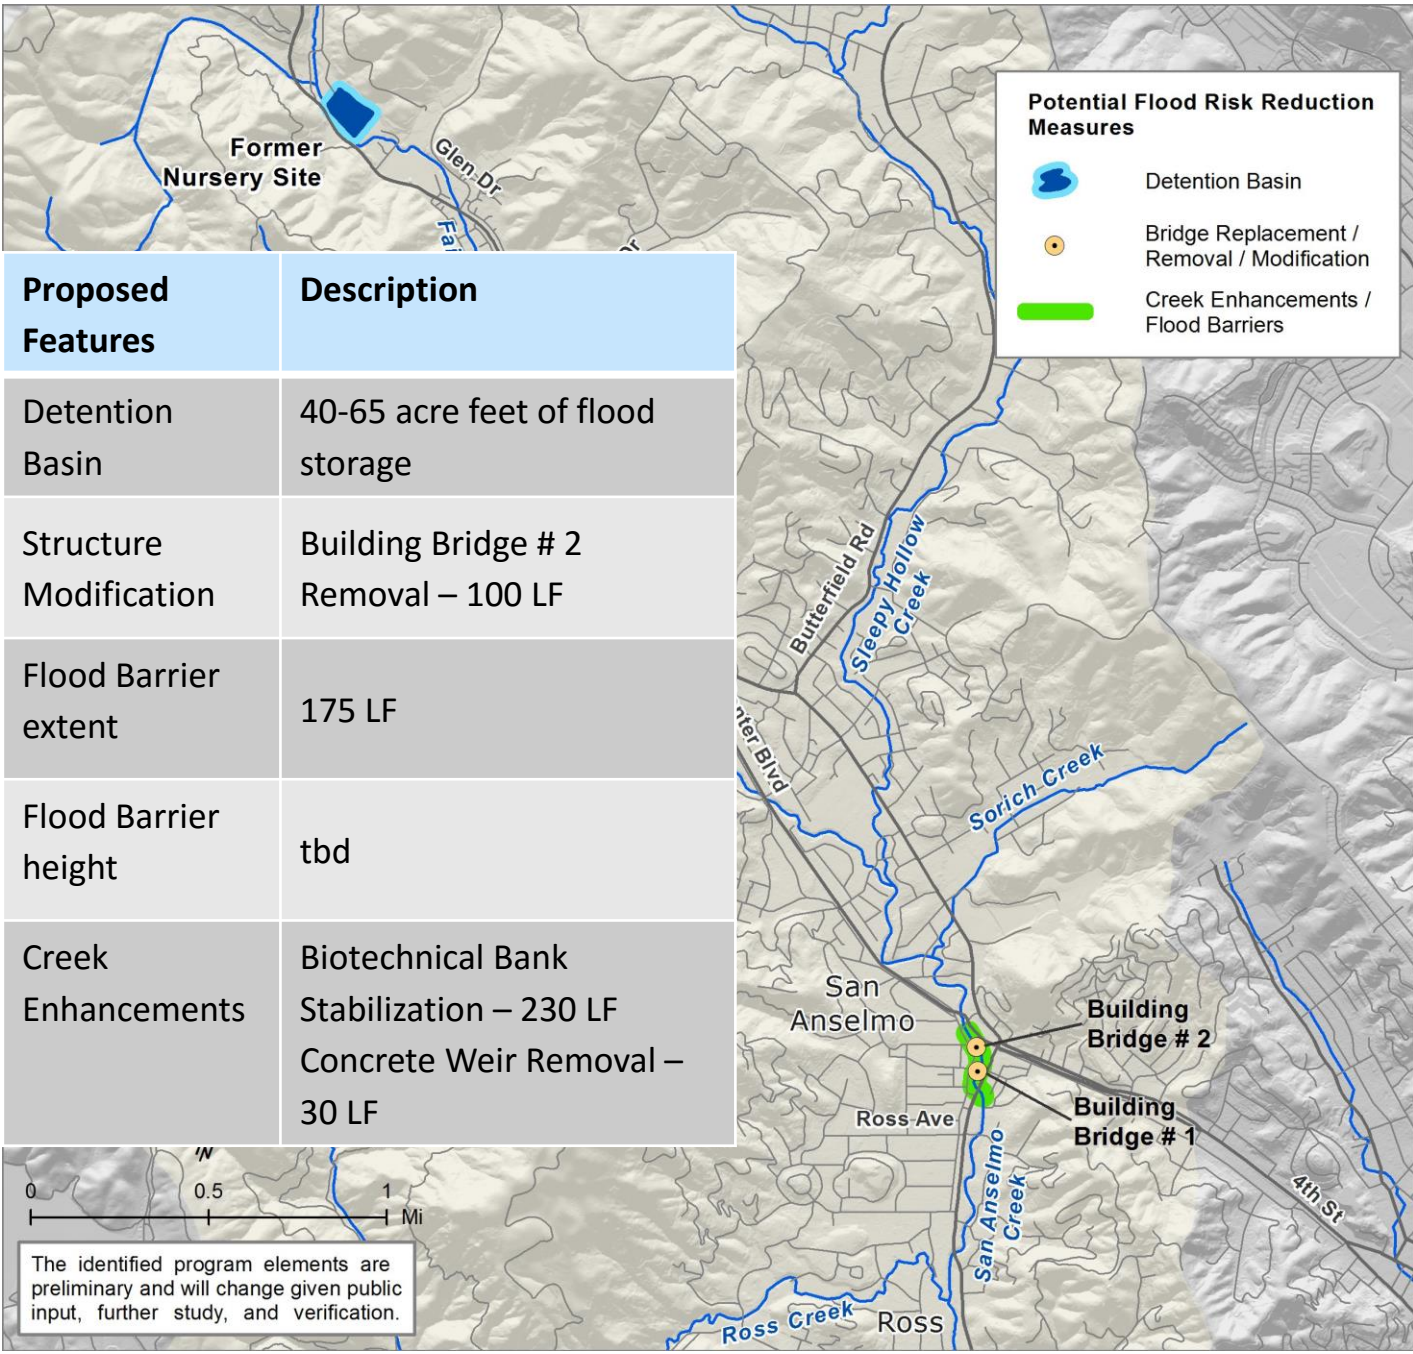 Former
Nursery Site
Glen Dr
Fai
Dr
Potential Flood Risk Reduction
Measures
Detention Basin
Bridge Replacement /
Removal / Modification
Creek Enhancements /
Flood Barriers
Proposed
Features
Description
Detention
Basin
40-65 acre feet of flood
storage
Structure
Modification
Building Bridge # 2
Removal – 100 LF
Flood Barrier
extent
175 LF
Flood Barrier
height
tbd
Creek
Enhancements
Biotechnical Bank
Stabilization – 230 LF
Concrete Weir Removal –
30 LF
Butterfield Rd
Sleepy Hollow
Creek
nter Blvd
Sorich Creek
San
Anselmo
Building
Bridge # 2
Building
Bridge # 1
Ross Ave
San Anselmo
Creek
4th St
Ross Creek
Ross
N
0 0.5 1
Mi
The identified program elements are
preliminary and will change given public
input, further study, and verification.